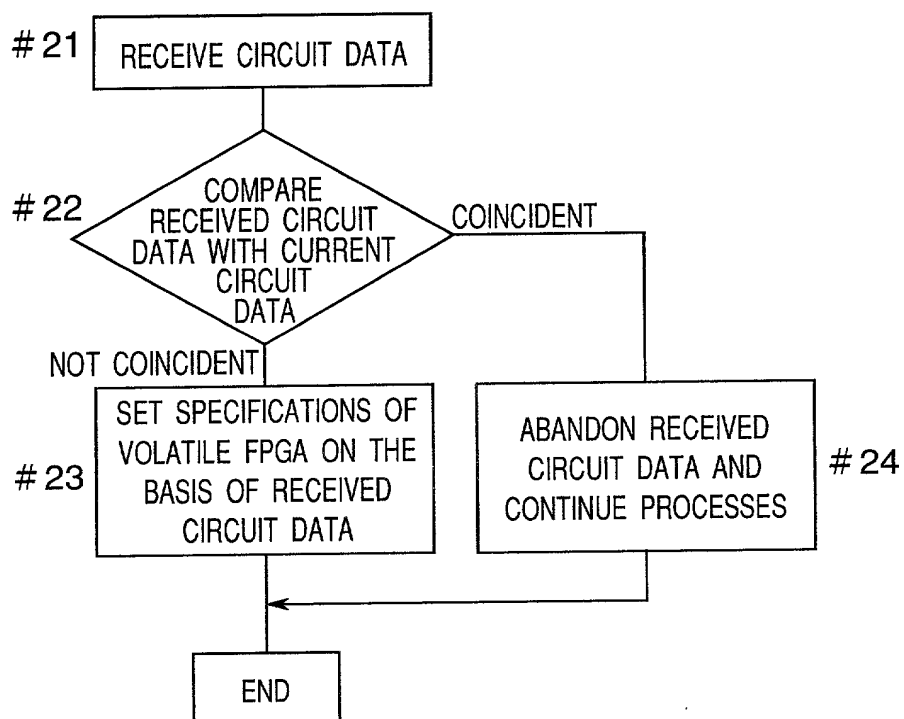 #21
RECEIVE CIRCUIT DATA
#22
COMPARE
RECEIVED CIRCUIT
DATA WITH CURRENT
CIRCUIT
DATA
COINCIDENT
NOT COINCIDENT
#23
SET SPECIFICATIONS OF
VOLATILE FPGA ON THE
BASIS OF RECEIVED
CIRCUIT DATA
ABANDON RECEIVED
CIRCUIT DATA AND
CONTINUE PROCESSES
#24
END